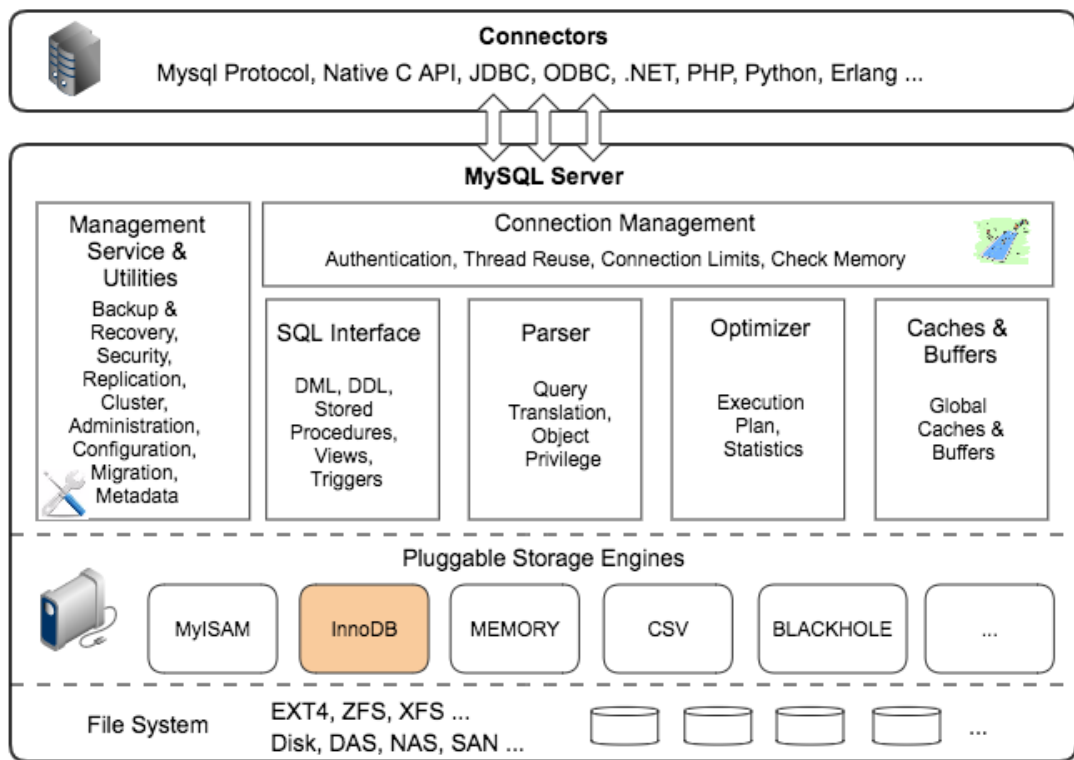 Connectors
Mysql Protocol, Native C API, JDBC, ODBC, .NET, PHP, Python, Erlang ...
MySQL Server
Management
Service &
Utilities
Backup &
Recovery,
Security,
Replication,
Cluster,
Administration,
Configuration,
Migration,
Metadata
Connection Management
Authentication, Thread Reuse, Connection Limits, Check Memory
SQL Interface
DML, DDL,
Stored
Procedures,
Views,
Triggers
Parser
Query
Translation,
Object
Privilege
Optimizer
Execution
Plan,
Statistics
Caches &
Buffers
Global
Caches &
Buffers
Pluggable Storage Engines
MyISAM
InnoDB
MEMORY
CSV
BLACKHOLE
...
File System
EXT4, ZFS, XFS ...
Disk, DAS, NAS, SAN ...
...